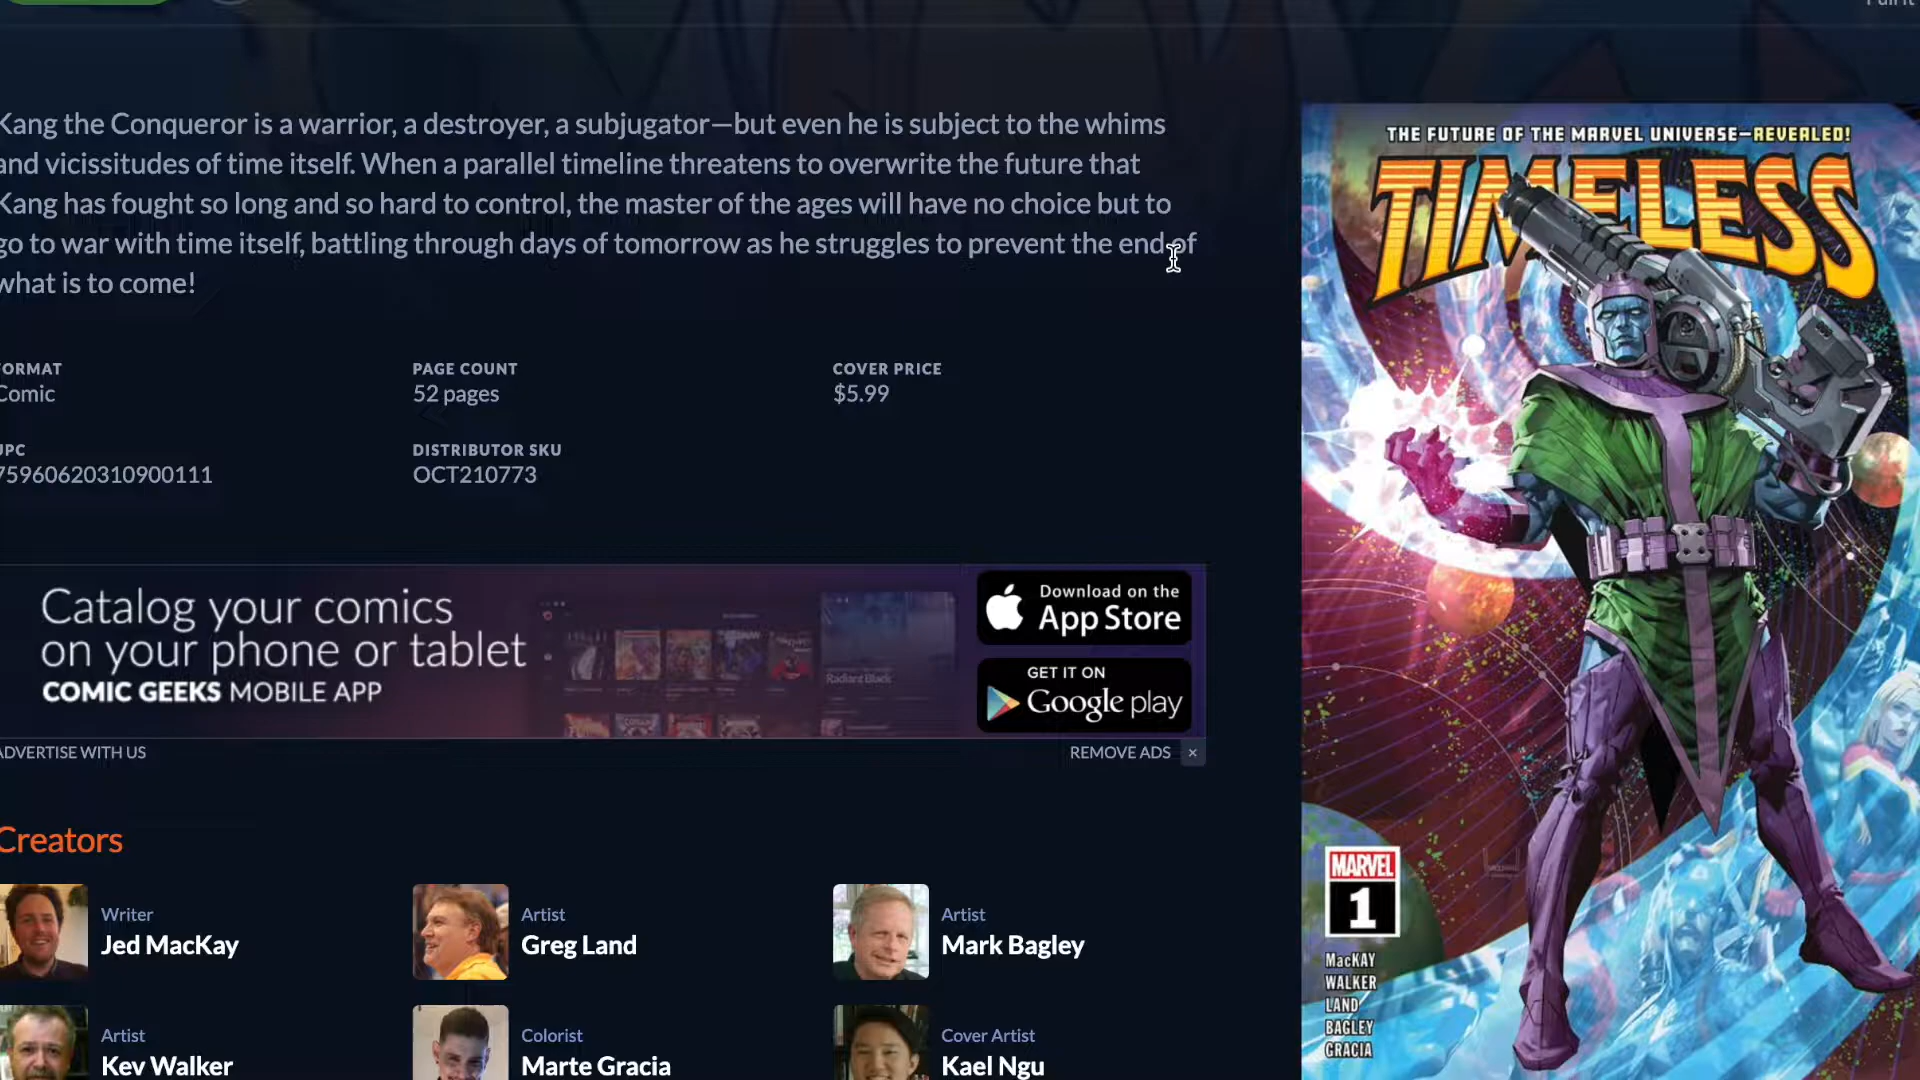 Kang the Conqueror is a warrior, a destroyer, a subjugator—but even he is subject to the whims
and vicissitudes of time itself. When a parallel timeline threatens to overwrite the future that
Kang has fought so long and so hard to control, the master of the ages will have no choice but to
go to war with time itself, battling through days of tomorrow as he struggles to prevent the end of
what is to come!
FORMAT
Comic
PAGE COUNT
52 pages
COVER PRICE
$5.99
UPC
75960620310900111
DISTRIBUTOR SKU
OCT210773
Catalog your comics
on your phone or tablet
COMIC GEEKS MOBILE APP
Radiant Black
Download on the
App Store
GET IT ON
Google play
ADVERTISE WITH US
REMOVE ADS ×
Creators
Writer
Jed MacKay
Artist
Greg Land
Artist
Mark Bagley
Artist
Kev Walker
Colorist
Marte Gracia
Cover Artist
Kael Ngu
THE FUTURE OF THE MARVEL UNIVERSE—REVEALED!
TIMELESS
MARVEL
1
MacKAY
WALKER
LAND
BAGLEY
GRACIA